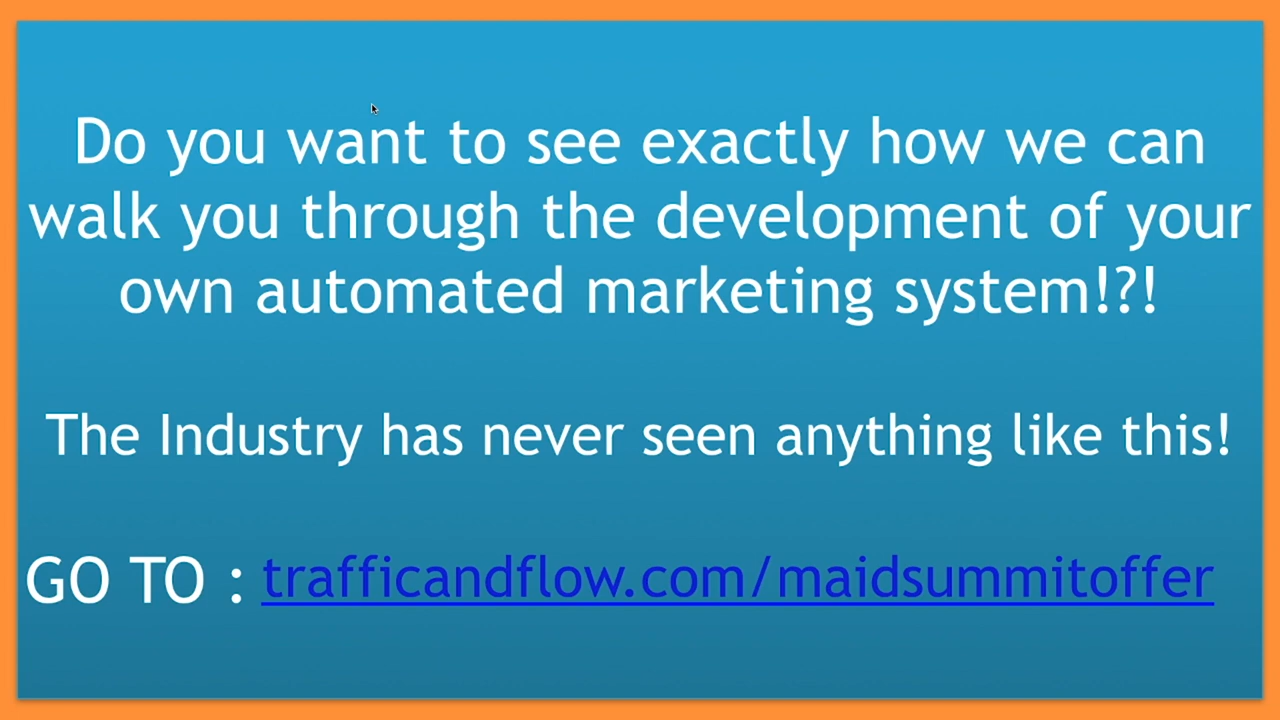 Do you want to see exactly how we can
walk you through the development of your
own automated marketing system!?!
The Industry has never seen anything like this!
GO TO : trafficandflow.com/maidsummitoffer